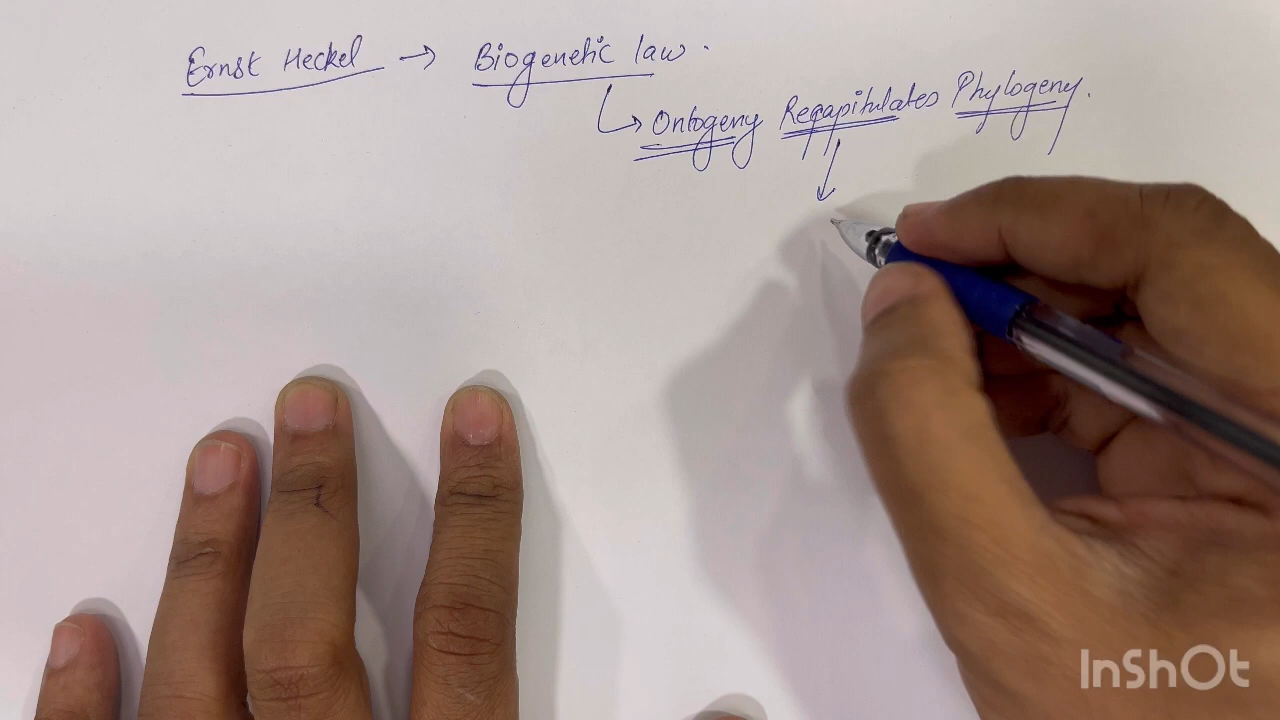 Ernst Heckel → Biogenetic law.
↳ Ontogeny Recapitulates Phylogeny.
InShOt